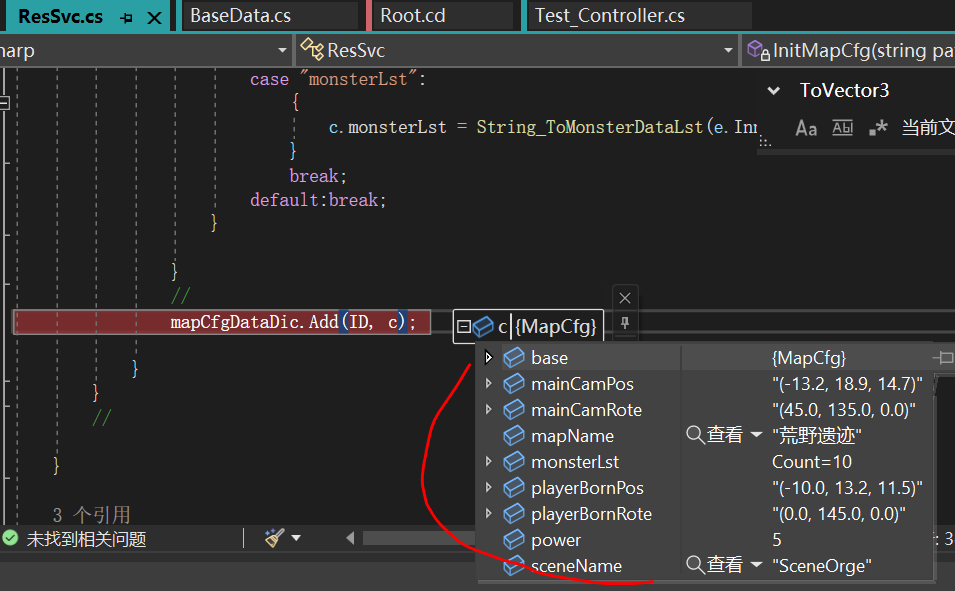 ResSvc.cs
BaseData.cs
Root.cd
Test_Controller.cs
harp
ResSvc
InitMapCfg(string pa
case "monsterLst":
{
c.monsterLst = String_ToMonsterDataLst(e.Inn
}
break;
default:break;
}
}
//
mapCfgDataDic.Add(ID, c);
}
}
//
}
3 个引用
ToVector3
Aa Abl .* 当前文
c {MapCfg}
base {MapCfg}
mainCamPos "(-13.2, 18.9, 14.7)"
mainCamRote "(45.0, 135.0, 0.0)"
mapName 查看 "荒野遗迹"
monsterLst Count=10
playerBornPos "(-10.0, 13.2, 11.5)"
playerBornRote "(0.0, 145.0, 0.0)"
power 5
sceneName 查看 "SceneOrge"
未找到相关问题
: 3